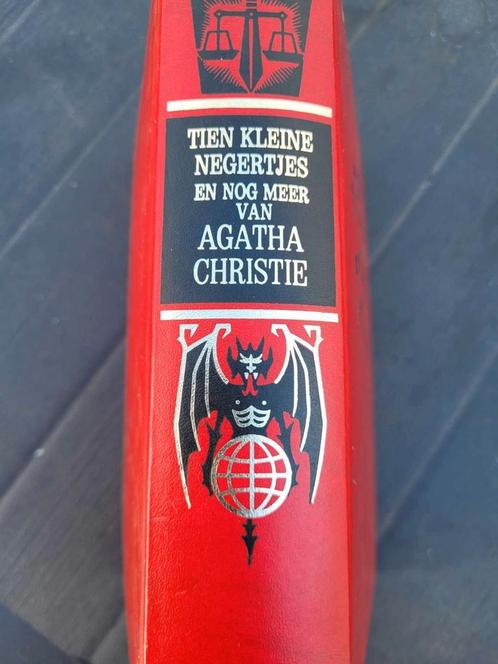 TIEN KLEINE
NEGERTJES
EN NOG MEER
VAN
AGATHA
CHRISTIE